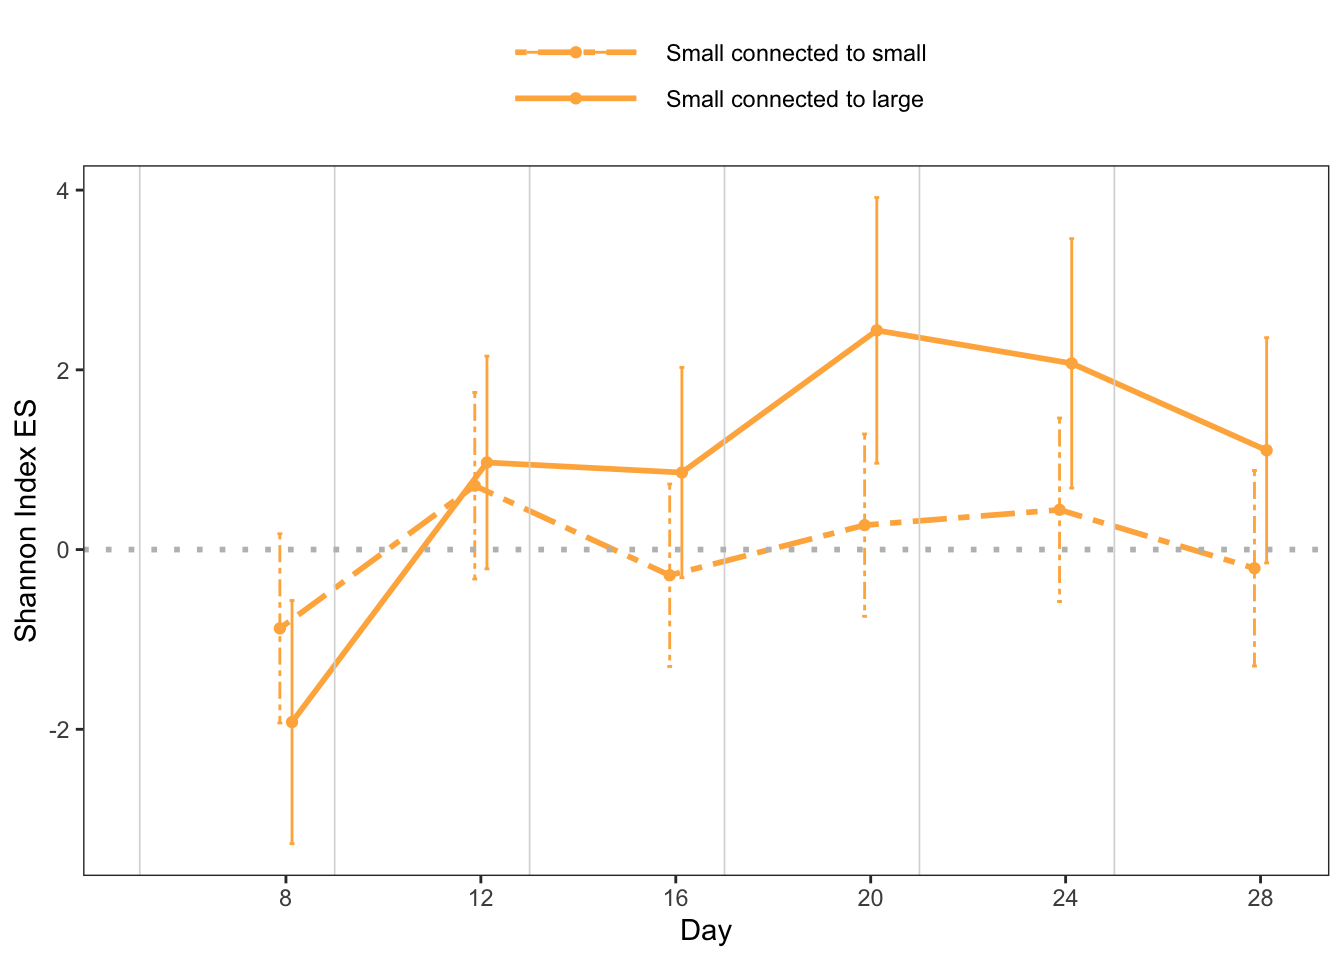 Small connected to small
Small connected to large
4
2
0
-2
Shannon Index ES
8 12 16 20 24 28
Day